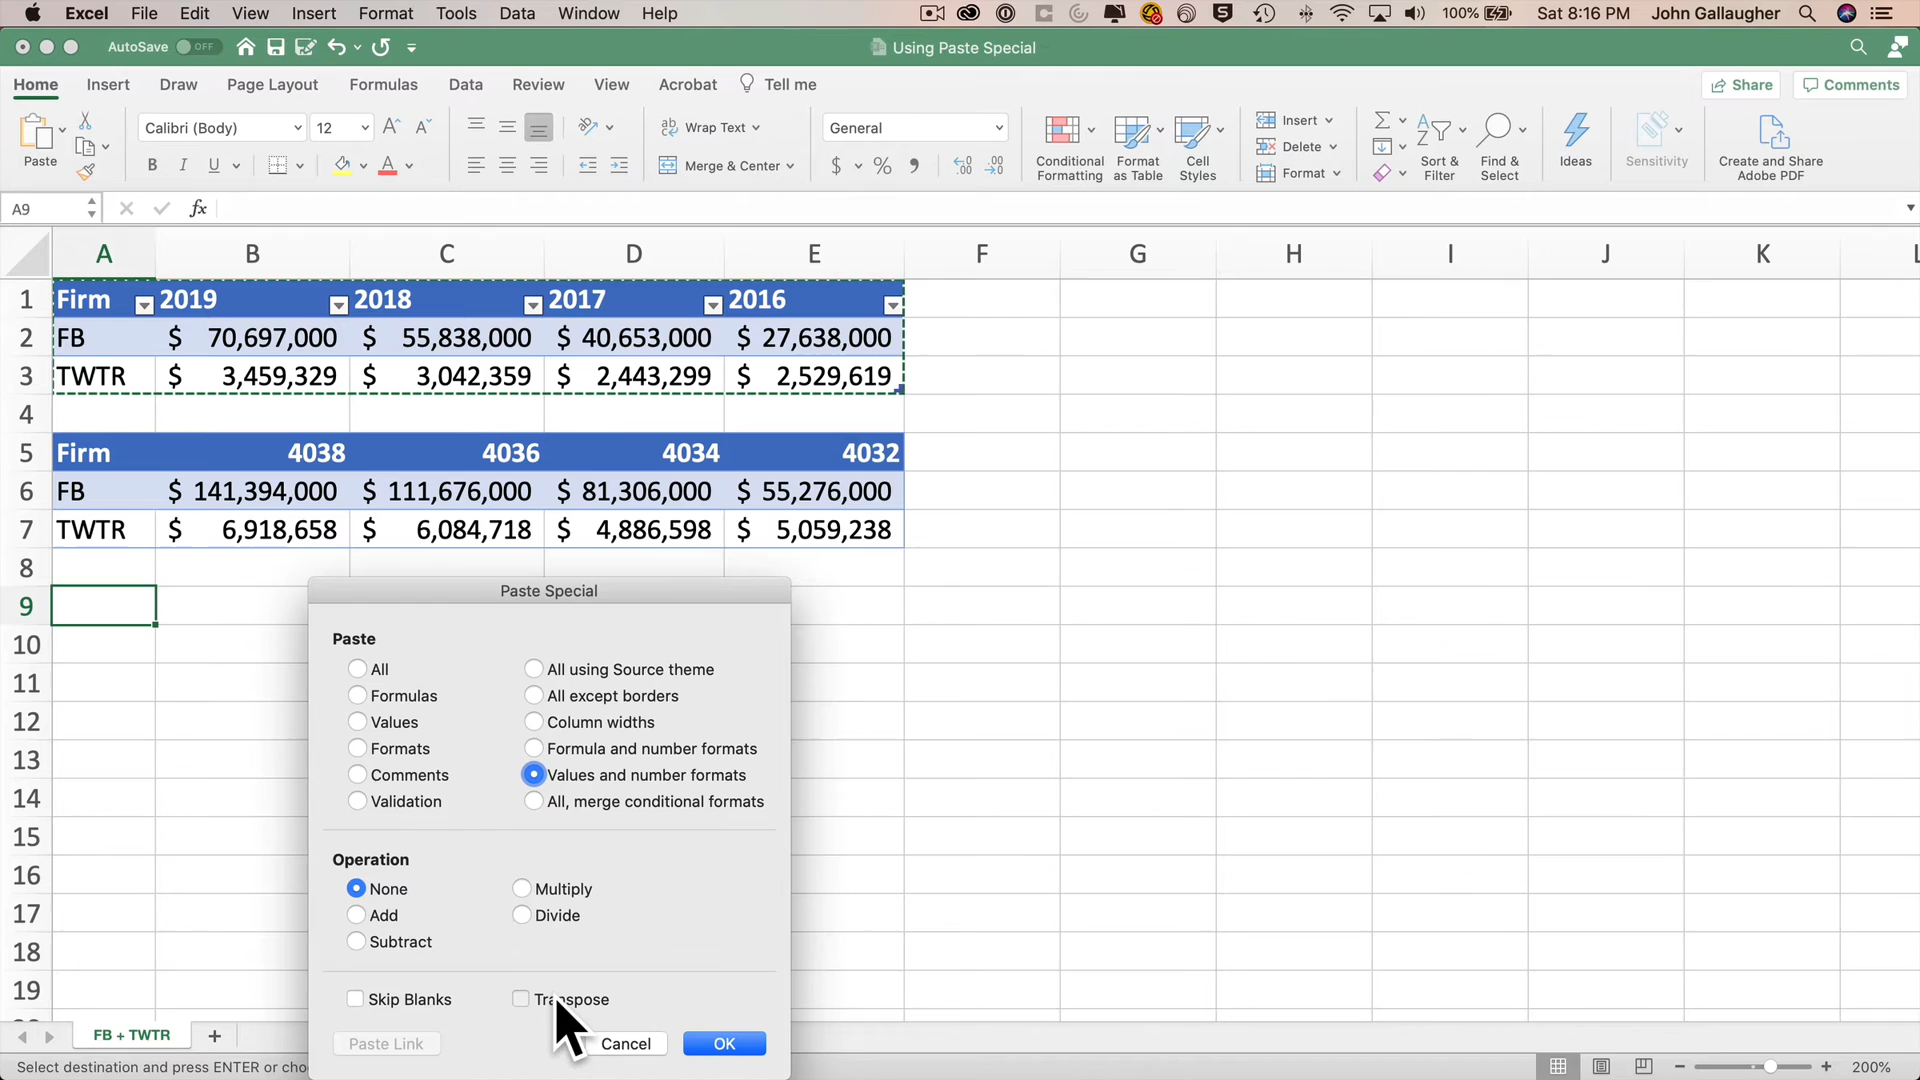 Excel File Edit View Insert Format Tools Data Window Help 100% Sat 8:16 PM John Gallaugher
AutoSave OFF Using Paste Special
Home Insert Draw Page Layout Formulas Data Review View Acrobat Tell me Share Comments
Paste Calibri (Body) 12 A A Wrap Text General Insert
B I U A Merge & Center $ % Delete
Conditional Formatting Format as Table Cell Styles Format Sort & Filter Find & Select Ideas Sensitivity Create and Share Adobe PDF
A9 fx
A B C D E F G H I J K L
1 Firm 2019 2018 2017 2016
2 FB $ 70,697,000 $ 55,838,000 $ 40,653,000 $ 27,638,000
3 TWTR $ 3,459,329 $ 3,042,359 $ 2,443,299 $ 2,529,619
4
5 Firm 4038 4036 4034 4032
6 FB $ 141,394,000 $ 111,676,000 $ 81,306,000 $ 55,276,000
7 TWTR $ 6,918,658 $ 6,084,718 $ 4,886,598 $ 5,059,238
8
9
10
11
12
13
14
15
16
17
18
19
Paste Special
Paste
All All using Source theme
Formulas All except borders
Values Column widths
Formats Formula and number formats
Comments Values and number formats
Validation All, merge conditional formats
Operation
None Multiply
Add Divide
Subtract
Skip Blanks Transpose
Paste Link Cancel OK
FB + TWTR +
Select destination and press ENTER or 200%